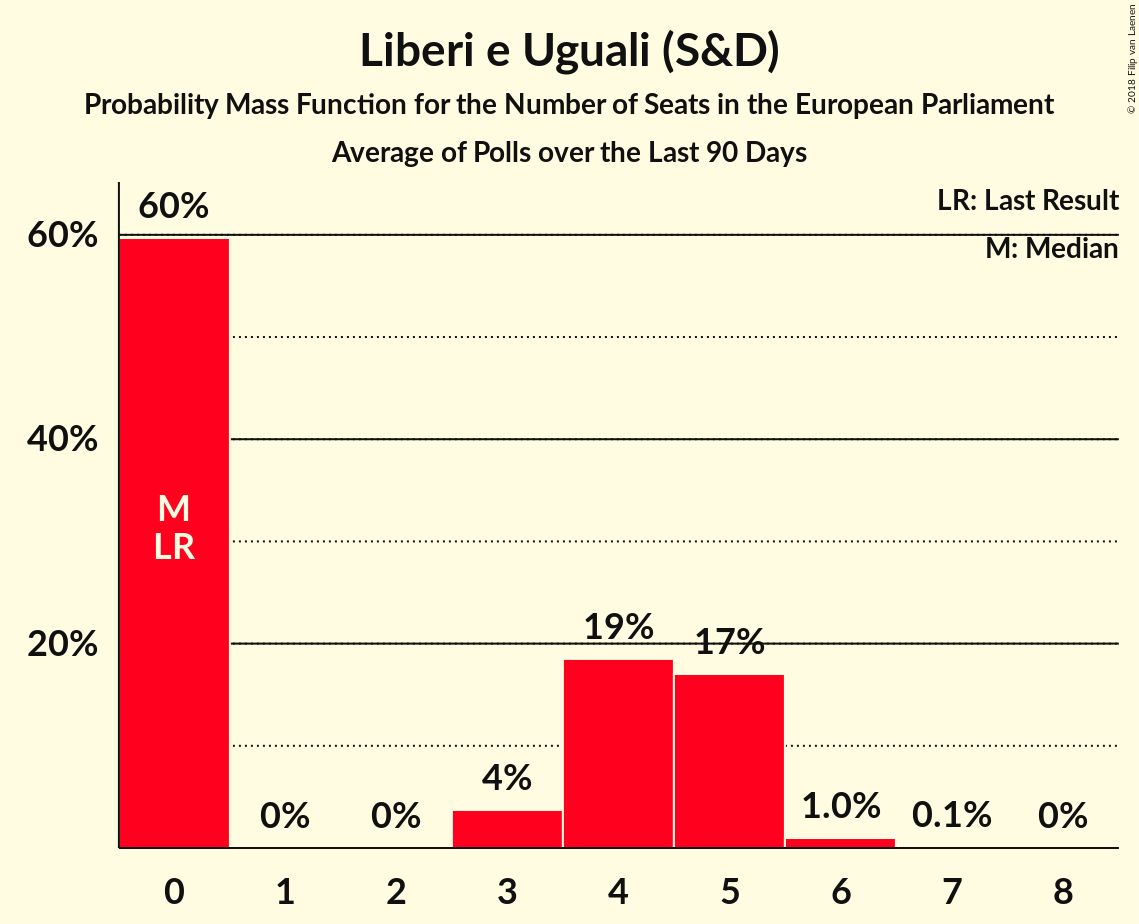 Liberi e Uguali (S&D)
Probability Mass Function for the Number of Seats in the European Parliament
Average of Polls over the Last 90 Days
© 2018 Filip van Laenen
LR: Last Result
M: Median
60%
40%
20%
60%
0%
0%
4%
19%
17%
1.0%
0.1%
0%
M
LR
0 1 2 3 4 5 6 7 8